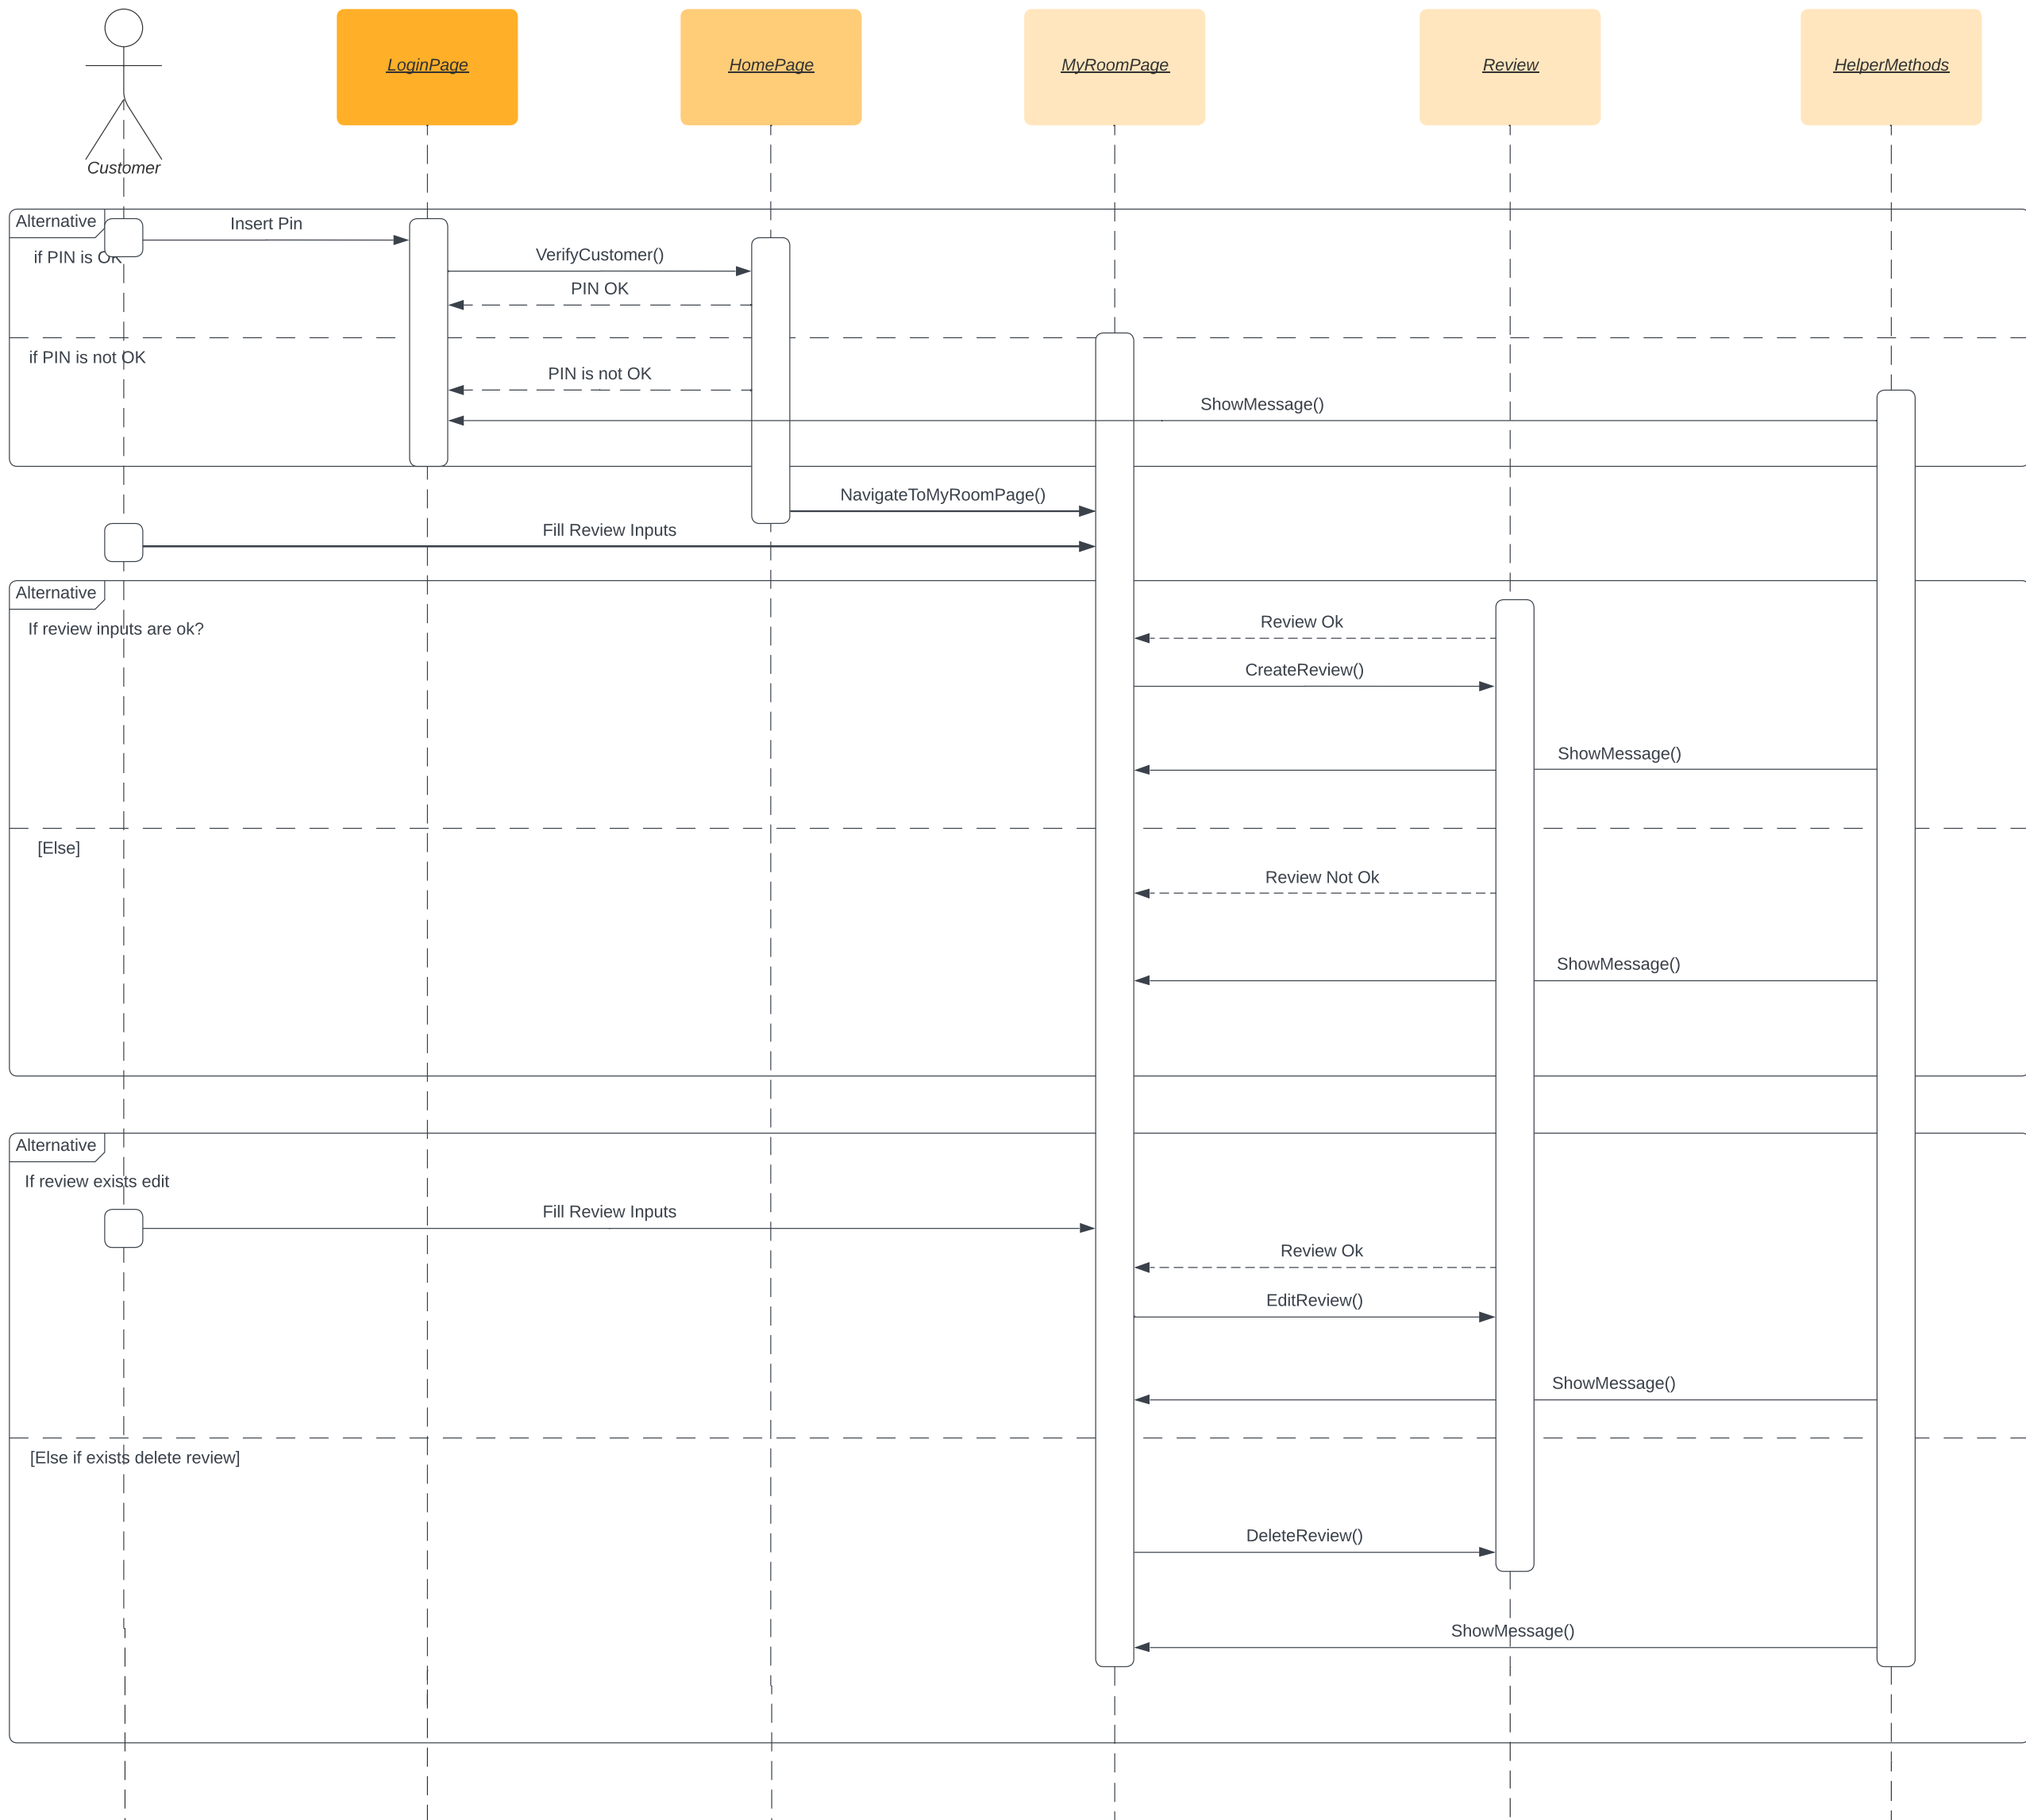 LoginPage
HomePage
MyRoomPage
Review
HelperMethods
Customer
Alternative
Insert Pin
if PIN is OK
VerifyCustomer()
PIN OK
if PIN is not OK
PIN is not OK
ShowMessage()
NavigateToMyRoomPage()
Fill Review Inputs
Alternative
If review inputs are ok?
Review Ok
CreateReview()
ShowMessage()
[Else]
Review Not Ok
ShowMessage()
Alternative
If review exists edit
Fill Review Inputs
Review Ok
EditReview()
ShowMessage()
[Else if exists delete review]
DeleteReview()
ShowMessage()